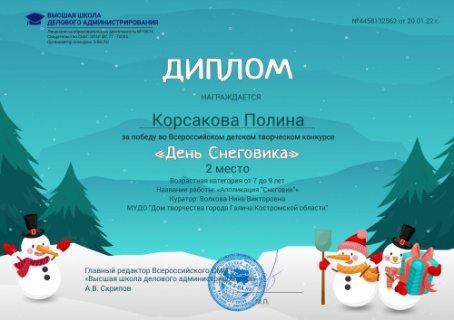 ВЫСШАЯ ШКОЛА
ДЕЛОВОГО АДМИНИСТРИРОВАНИЯ
№4458132562 от 20.01.22 г.
ДИПЛОМ
НАГРАЖДАЕТСЯ
Корсакова Полина
за победу во Всероссийском детском творческом конкурсе
«День Снеговика»
2 место
Возрастная категория от 7 до 9 лет
Название работы: «Аппликация "Снеговик"»
Куратор: Волкова Нина Викторовна
МУДО "Дом творчества города Галича Костромской области"
Главный редактор Всероссийского СМИ
«Высшая школа делового
А.В. Скрипов
М.П.